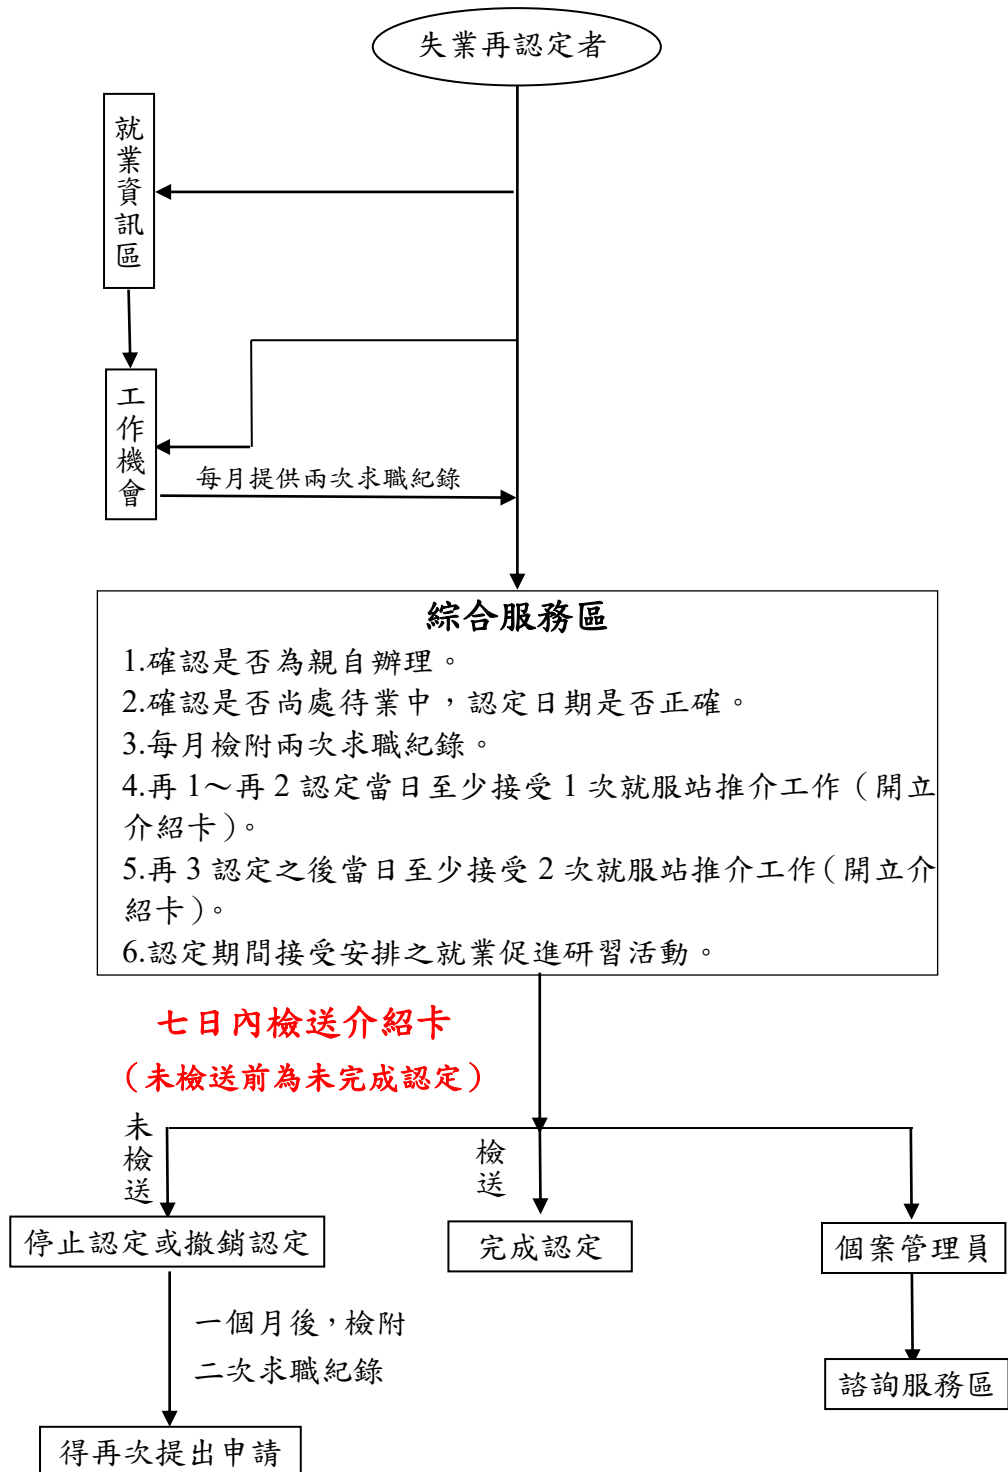 失業再認定者
就業資訊區
工作機會
每月提供兩次求職紀錄
綜合服務區
1.確認是否為親自辦理。
2.確認是否尚處待業中，認定日期是否正確。
3.每月檢附兩次求職紀錄。
4.再 1～再 2 認定當日至少接受 1 次就服站推介工作（開立
介紹卡）。
5.再 3 認定之後當日至少接受 2 次就服站推介工作（開立介
紹卡）。
6.認定期間接受安排之就業促進研習活動。
七日內檢送介紹卡
（未檢送前為未完成認定）
未檢送
檢送
停止認定或撤銷認定
完成認定
個案管理員
一個月後，檢附
二次求職紀錄
諮詢服務區
得再次提出申請